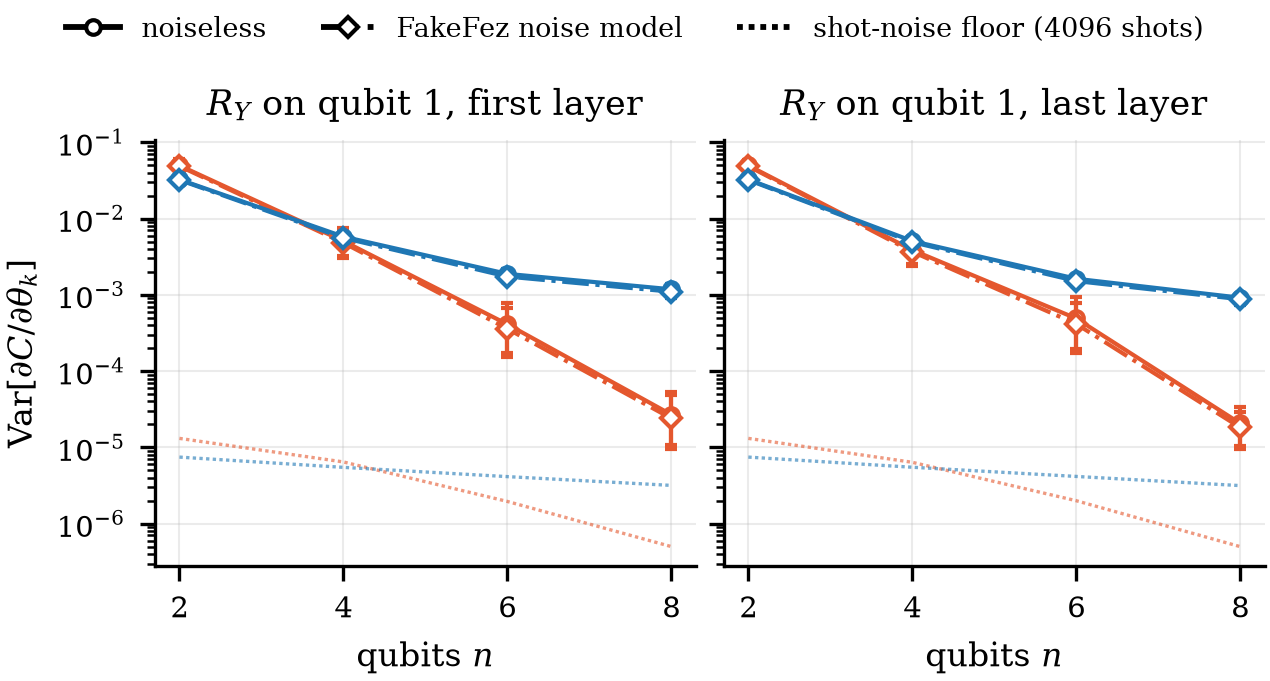 noiseless FakeFez noise model shot-noise floor (4096 shots)
R_Y on qubit 1, first layer R_Y on qubit 1, last layer
Var[∂C/∂θ_k]
10⁻¹
10⁻²
10⁻³
10⁻⁴
10⁻⁵
10⁻⁶
2 4 6 8 2 4 6 8
qubits n qubits n